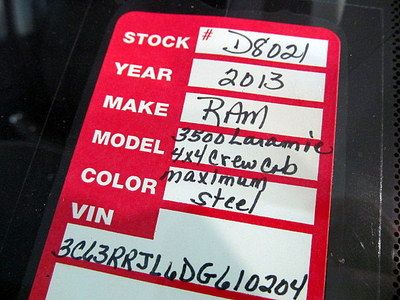 STOCK # D8021
YEAR 2013
MAKE RAM
MODEL 3500 Laramie
4x4 Crew Cab
COLOR maximum
steel
VIN
3C63RRJL6DG610204